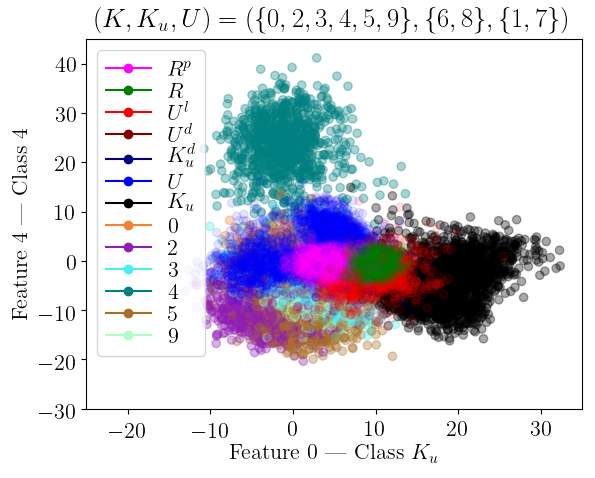 (K, K_u, U) = ({0, 2, 3, 4, 5, 9}, {6, 8}, {1, 7})
Feature 4 — Class 4
40
30
20
10
0
−10
−20
−30
R^p
R
U^l
U^d
K_u^d
U
K_u
0
2
3
4
5
9
−20
−10
0
10
20
30
Feature 0 — Class K_u